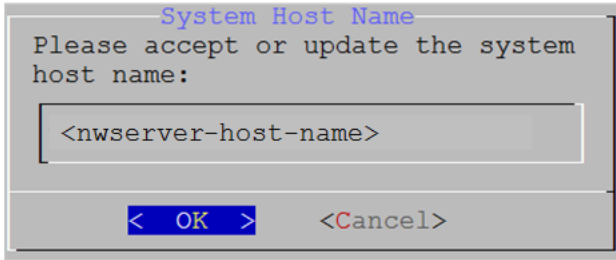 System Host Name
Please accept or update the system
host name:
<nwserver-host-name>
< OK > <Cancel>